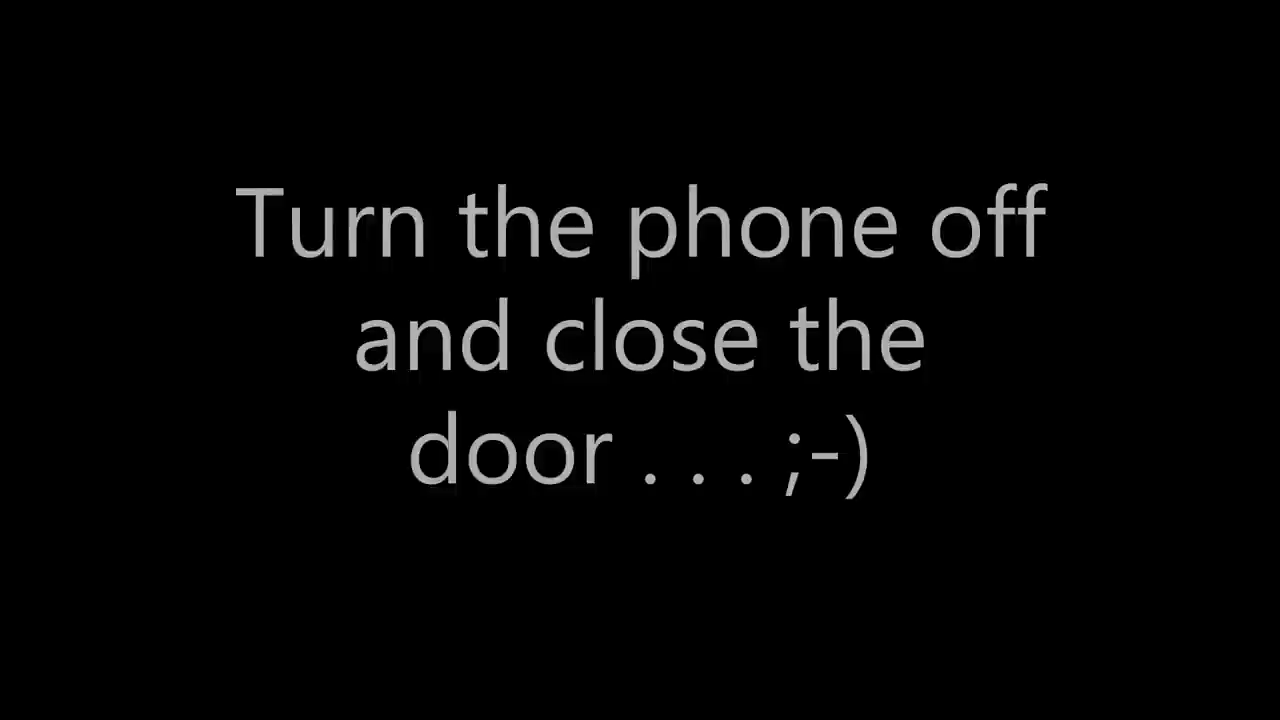 Turn the phone off
and close the
door . . . ;-)